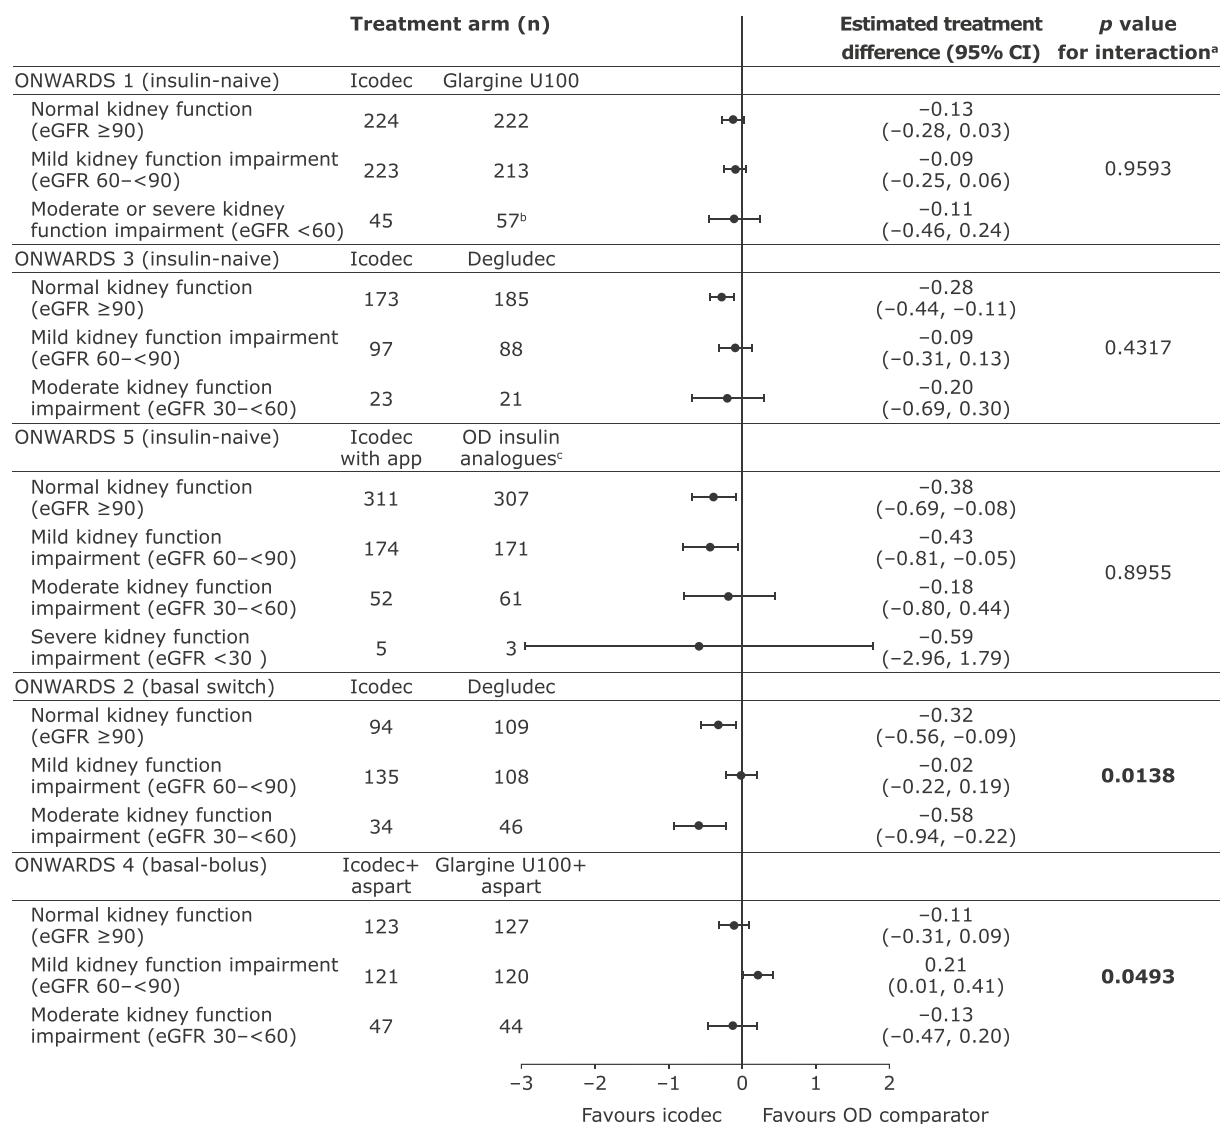 Treatment arm (n) Estimated treatment p value
difference (95% CI) for interactionᵃ
ONWARDS 1 (insulin-naive) Icodec Glargine U100
Normal kidney function –0.13
(eGFR ≥90) 224 222 (–0.28, 0.03)
Mild kidney function impairment –0.09
(eGFR 60–<90) 223 213 (–0.25, 0.06) 0.9593
Moderate or severe kidney –0.11
function impairment (eGFR <60) 45 57ᵇ (–0.46, 0.24)
ONWARDS 3 (insulin-naive) Icodec Degludec
Normal kidney function –0.28
(eGFR ≥90) 173 185 (–0.44, –0.11)
Mild kidney function impairment –0.09
(eGFR 60–<90) 97 88 (–0.31, 0.13) 0.4317
Moderate kidney function –0.20
impairment (eGFR 30–<60) 23 21 (–0.69, 0.30)
ONWARDS 5 (insulin-naive) Icodec OD insulin
with app analoguesᶜ
Normal kidney function –0.38
(eGFR ≥90) 311 307 (–0.69, –0.08)
Mild kidney function –0.43
impairment (eGFR 60–<90) 174 171 (–0.81, –0.05)
0.8955
Moderate kidney function –0.18
impairment (eGFR 30–<60) 52 61 (–0.80, 0.44)
Severe kidney function –0.59
impairment (eGFR <30 ) 5 3 (–2.96, 1.79)
ONWARDS 2 (basal switch) Icodec Degludec
Normal kidney function –0.32
(eGFR ≥90) 94 109 (–0.56, –0.09)
Mild kidney function –0.02
impairment (eGFR 60–<90) 135 108 (–0.22, 0.19) 0.0138
Moderate kidney function –0.58
impairment (eGFR 30–<60) 34 46 (–0.94, –0.22)
ONWARDS 4 (basal-bolus) Icodec+ Glargine U100+
aspart aspart
Normal kidney function –0.11
(eGFR ≥90) 123 127 (–0.31, 0.09)
Mild kidney function impairment 0.21
(eGFR 60–<90) 121 120 (0.01, 0.41) 0.0493
Moderate kidney function –0.13
impairment (eGFR 30–<60) 47 44 (–0.47, 0.20)
–3 –2 –1 0 1 2
Favours icodec Favours OD comparator